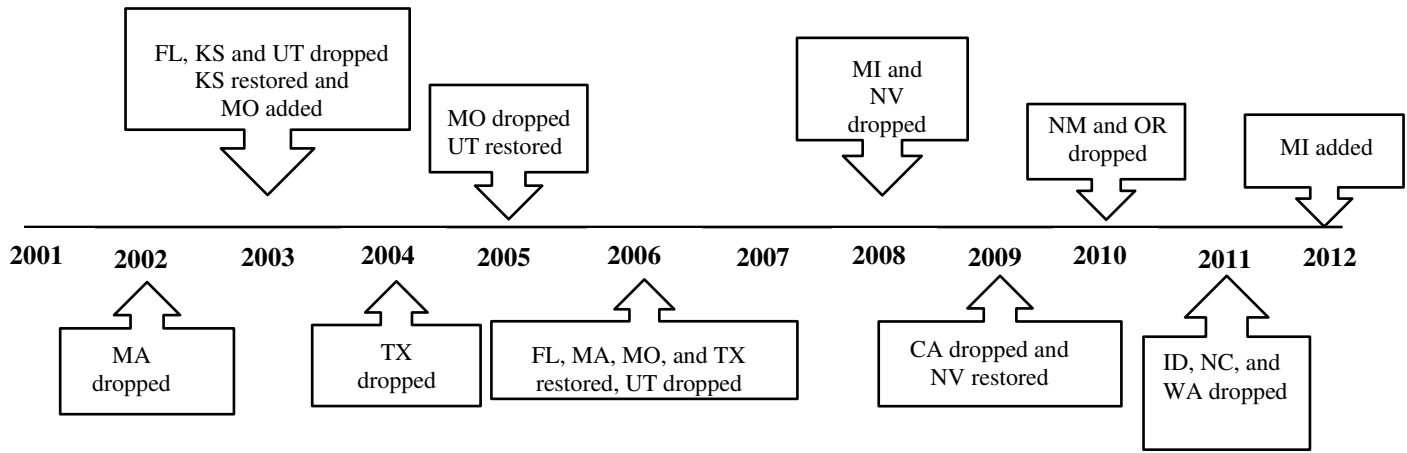 FL, KS and UT dropped
KS restored and
MO added
MO dropped
UT restored
MI and
NV
dropped
NM and OR
dropped
MI added
2001 2002 2003 2004 2005 2006 2007 2008 2009 2010 2011 2012
MA
dropped
TX
dropped
FL, MA, MO, and TX
restored, UT dropped
CA dropped and
NV restored
ID, NC, and
WA dropped